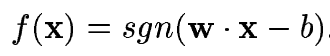 f(x) = sgn(w · x − b).